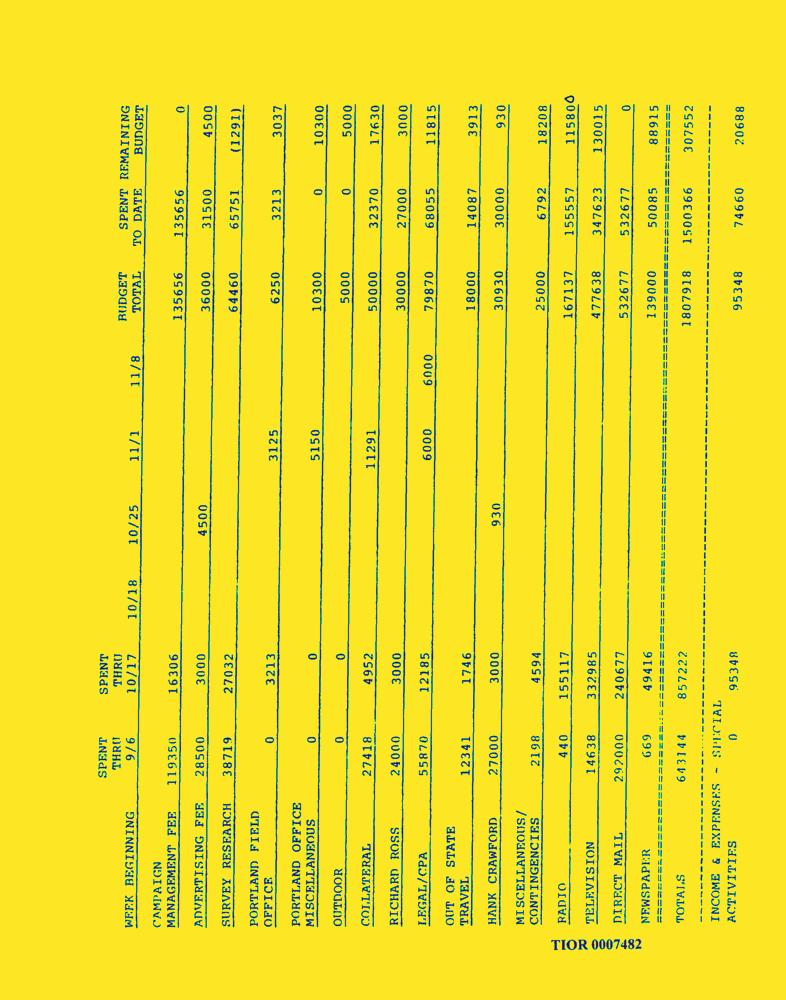 SPENT SPENT
THRU THRU BUDGET SPENT REMAINING
WEEK BEGINNING 9/6 10/17 10/18 10/25 11/1 11/8 TOTAL TO DATE BUDGET
CAMPAIGN
MANAGEMENT FEE 119350 16306 135656 135656 0
ADVERTISING FEE 28500 3000 4500 36000 31500 4500
SURVEY RESEARCH 38719 27032 64460 65751 (1291)
PORTLAND FIELD
OFFICE 0 3213 3125 6250 3213 3037
PORTLAND OFFICE
MISCELLANEOUS 0 0 5150 10300 0 10300
OUTDOOR 0 0 5000 0 5000
COLLATERAL 27418 4952 11291 50000 32370 17630
RICHARD ROSS 24000 3000 30000 27000 3000
LEGAL/CPA 55870 12185 6000 6000 79870 68055 11815
OUT OF STATE
TRAVEL 12341 1746 18000 14087 3913
HANK CRAWFORD 27000 3000 930 30930 30000 930
MISCELLANEOUS/
CONTINGENCIES 2198 4594 25000 6792 18208
RADIO 440 155117 167137 155557 11580
TELEVISION 14638 332985 477638 347623 130015
DIRECT MAIL 292000 240677 532677 532677 0
NEWSPAPER 669 49416 139000 50085 88915
TOTALS 643144 857222 1807918 1500366 307552
INCOME & EXPENSES - SPECIAL
ACTIVITIES 0 95348 95348 74660 20688
TIOR 0007482